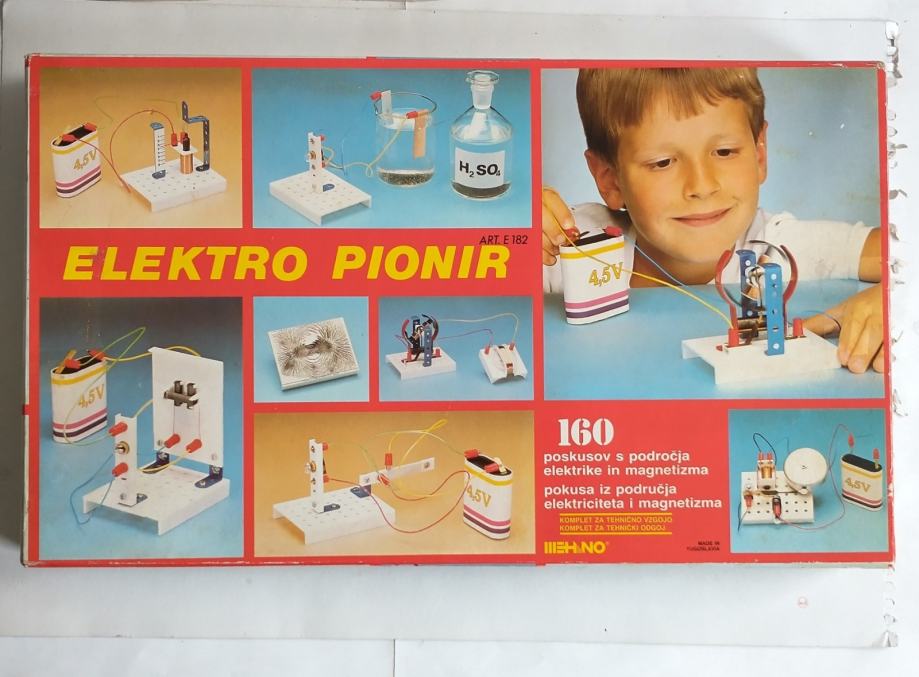 4,5V
H₂SO₄
ART. E 182
ELEKTRO PIONIR
4,5V
4,5V
4,5V
160
poskusov s področja
elektrike in magnetizma
pokusa iz područja
elektriciteta i magnetizma
KOMPLET ZA TEHNIČNO VZGOJO
KOMPLET ZA TEHNIČKI ODGOJ
MEHANO®
MADE IN
YUGOSLAVIA
4,5V